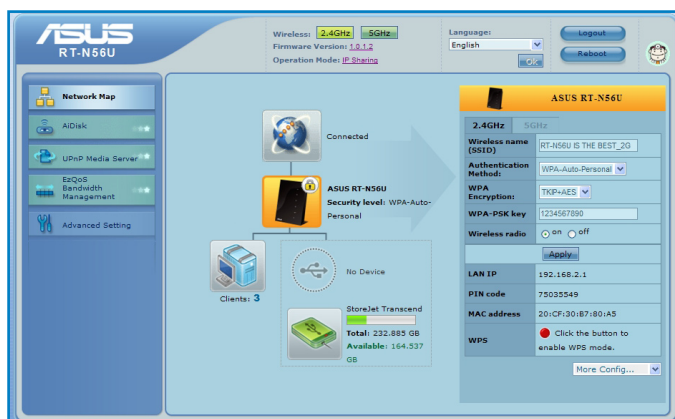 ASUS
RT-N56U
Wireless: 2.4GHz 5GHz
Firmware Version: 1.0.1.2
Operation Mode: IP Sharing
Language:
English
OK
Logout
Reboot
Network Map
AiDisk
UPnP Media Server
EzQoS
Bandwidth
Management
Advanced Setting
Connected
ASUS RT-N56U
Security level: WPA-Auto-
Personal
Clients: 3
No Device
StoreJet Transcend
Total: 232.885 GB
Available: 164.537
GB
ASUS RT-N56U
2.4GHz 5GHz
Wireless name
(SSID)
RT-N56U IS THE BEST_2G
Authentication
Method:
WPA-Auto-Personal
WPA
Encryption:
TKIP+AES
WPA-PSK key
1234567890
Wireless radio
on off
Apply
LAN IP
192.168.2.1
PIN code
75035549
MAC address
20:CF:30:B7:80:A5
WPS
Click the button to
enable WPS mode.
More Config...